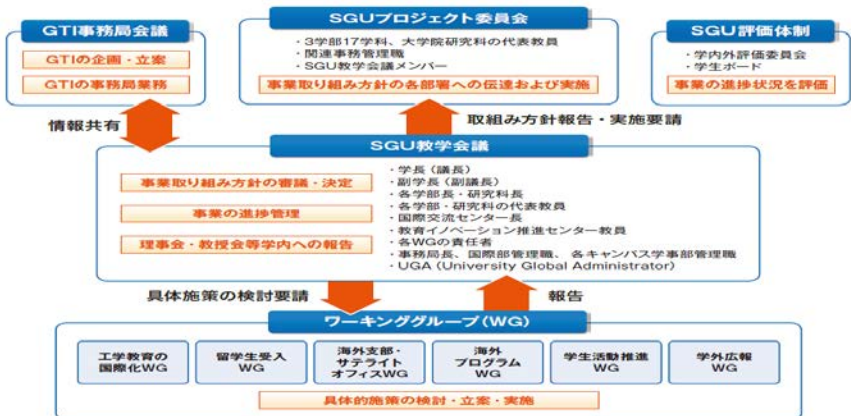 GTI事務局会議
GTIの企画・立案
GTIの事務局業務
SGUプロジェクト委員会
・3学部17学科、大学院研究科の代表教員
・関連事務管理職
・SGU教学会議メンバー
事業取り組み方針の各部署への伝達および実施
SGU評価体制
・学内外評価委員会
・学生ボード
事業の進捗状況を評価
情報共有
取組み方針報告・実施要請
SGU教学会議
事業取り組み方針の審議・決定
事業の進捗管理
理事会・教授会等学内への報告
・学長（議長）
・副学長（副議長）
・各学部長・研究科長
・各学部・研究科の代表教員
・国際交流センター長
・教育イノベーション推進センター教員
・各WGの責任者
・事務局長、国際部管理職、各キャンパス学事部管理職
・UGA（University Global Administrator）
具体施策の検討要請
報告
ワーキンググループ（WG）
工学教育の
国際化WG
留学生受入
WG
海外支部・
サテライト
オフィスWG
海外
プログラム
WG
学生活動推進
WG
学外広報
WG
具体的施策の検討・立案・実施